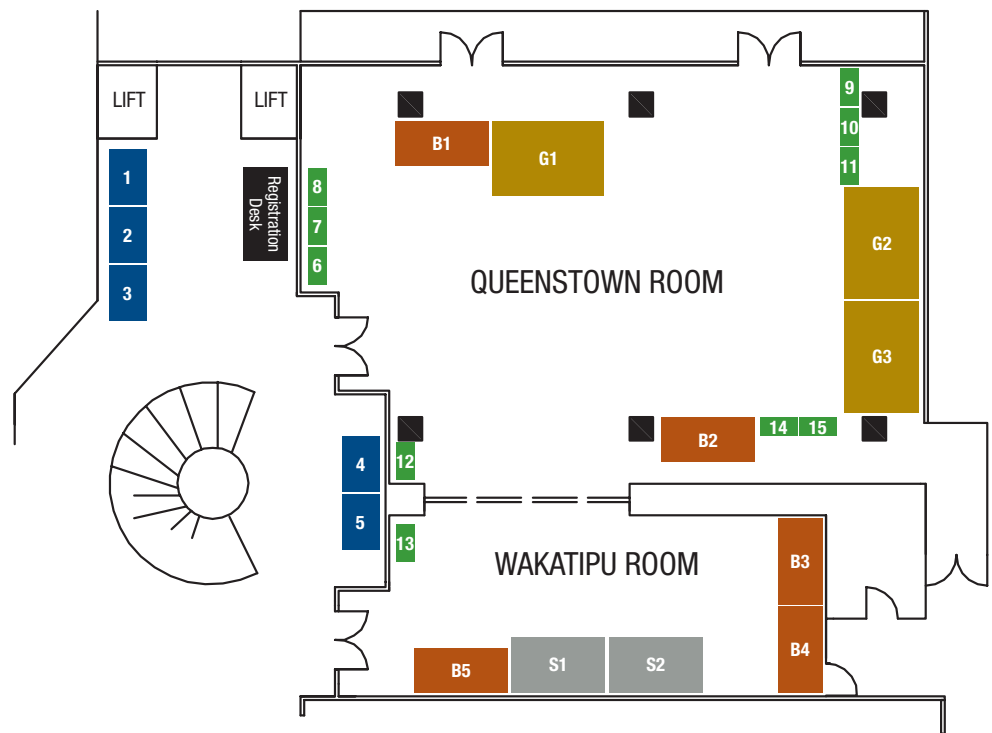 LIFT
LIFT
1
2
3
Registration
Desk
8
7
6
B1
G1
9
10
11
G2
G3
QUEENSTOWN ROOM
B2
14
15
4
5
12
13
WAKATIPU ROOM
B3
B4
B5
S1
S2